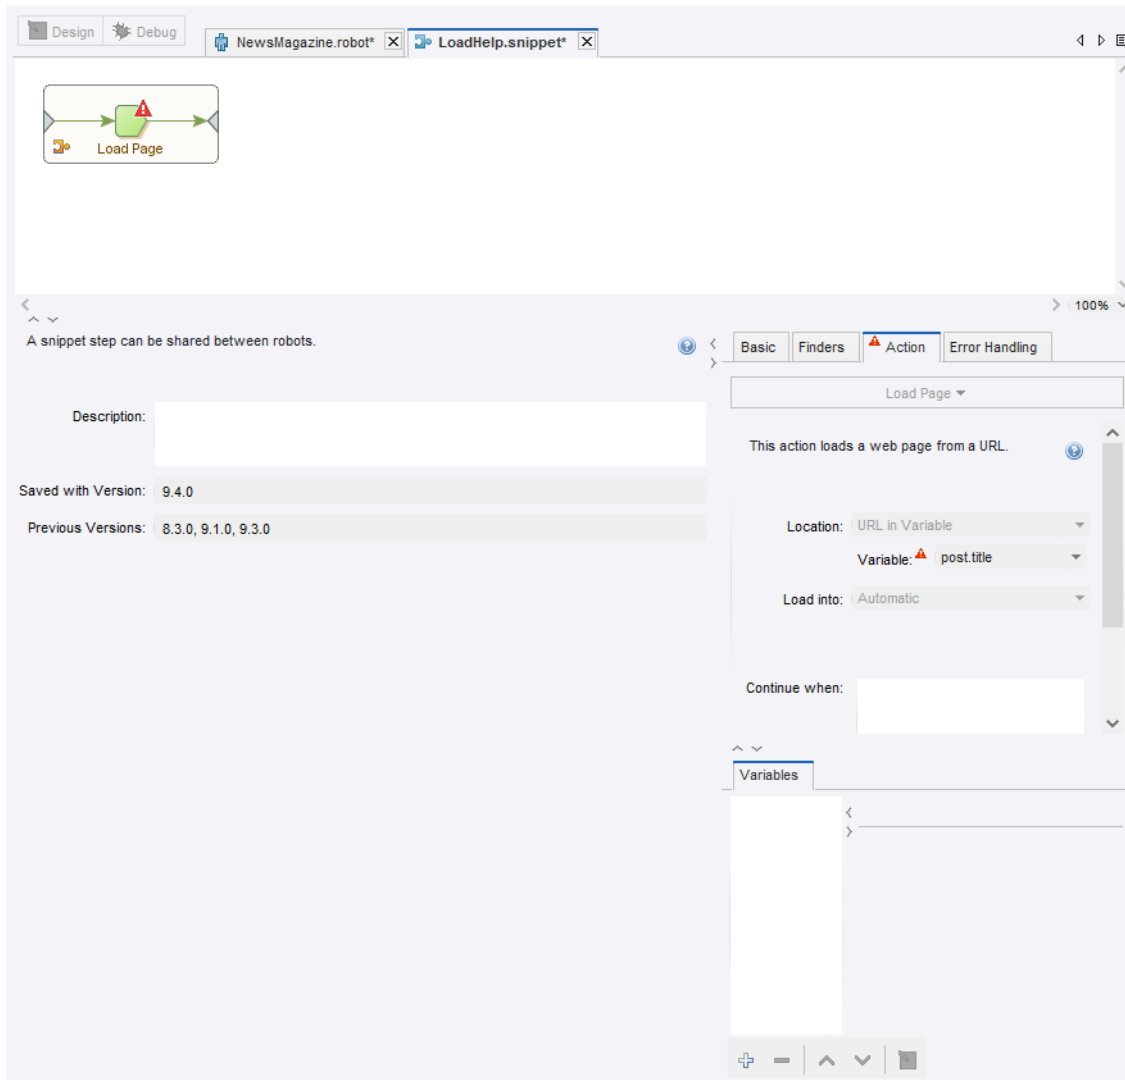 Design
Debug
NewsMagazine.robot*
LoadHelp.snippet*
Load Page
100%
A snippet step can be shared between robots.
Description:
Saved with Version: 9.4.0
Previous Versions: 8.3.0, 9.1.0, 9.3.0
Basic
Finders
Action
Error Handling
Load Page
This action loads a web page from a URL.
Location: URL in Variable
Variable: post.title
Load into: Automatic
Continue when:
Variables